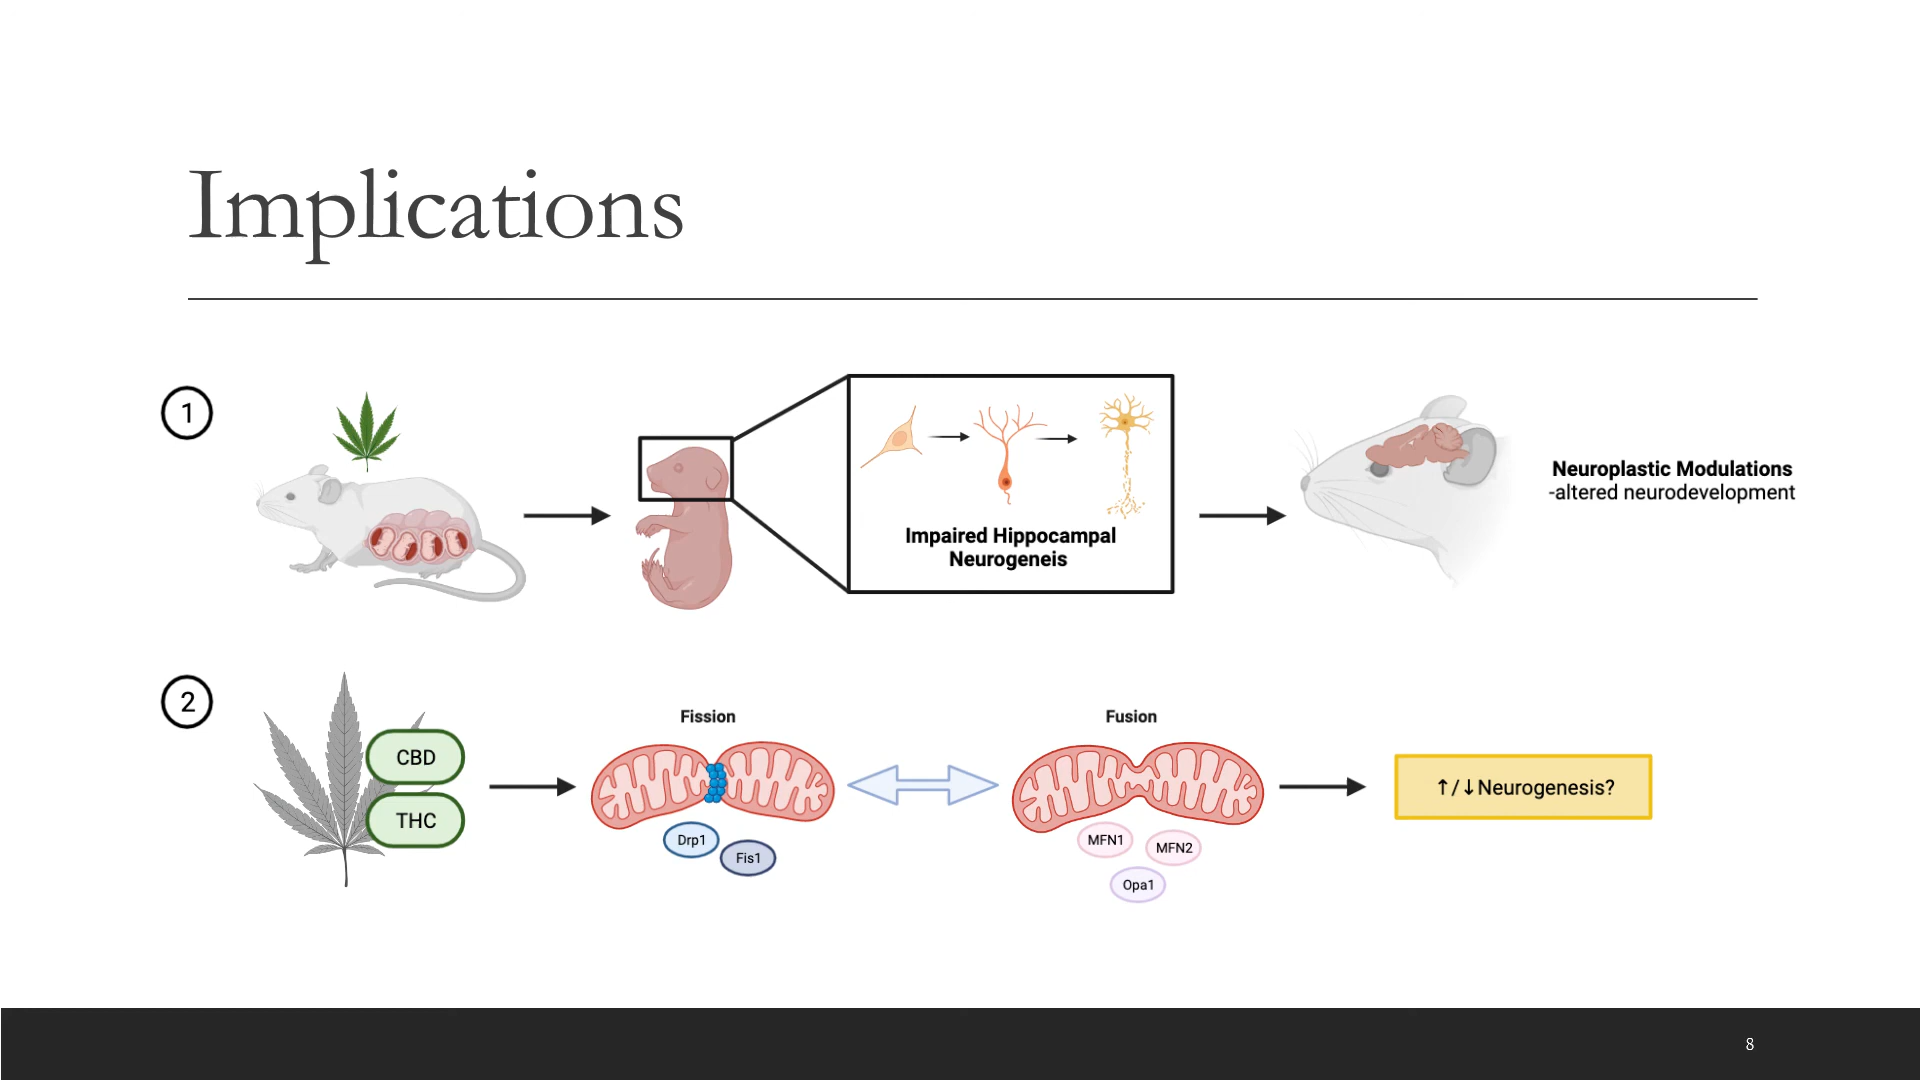 Implications
1
Impaired Hippocampal
Neurogeneis
Neuroplastic Modulations
-altered neurodevelopment
2
CBD
THC
Fission
Drp1
Fis1
Fusion
MFN1
MFN2
Opa1
↑/↓Neurogenesis?
8